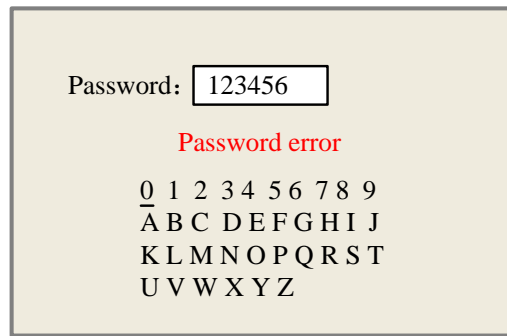 Password： 123456
Password error
0 1 2 3 4 5 6 7 8 9
A B C D E F G H I J
K L M N O P Q R S T
U V W X Y Z